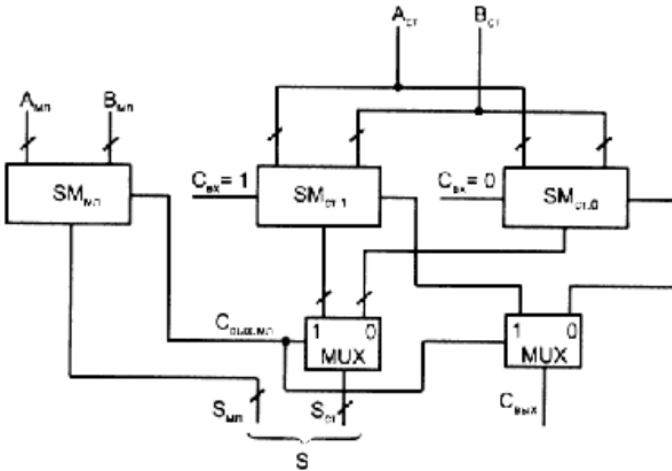 Aст Bст
Aмл Bмл
SMмл
Cвх = 1
SMст.1
Cвх = 0
SMст.0
Cвых.мл
1 0
MUX
1 0
MUX
Sмл
Sст
Cвых
S